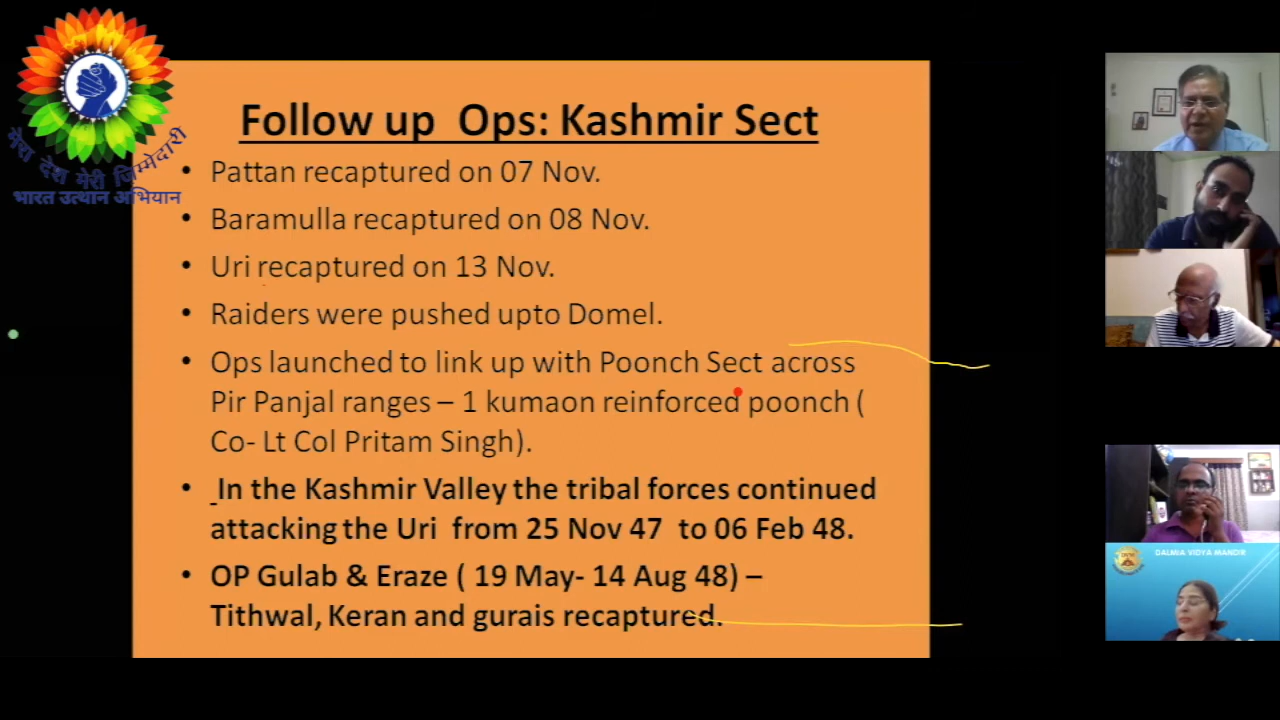 मेरा देश मेरी जिम्मेदारी
भारत उत्थान अभियान
Follow up Ops: Kashmir Sect
• Pattan recaptured on 07 Nov.
• Baramulla recaptured on 08 Nov.
• Uri recaptured on 13 Nov.
• Raiders were pushed upto Domel.
• Ops launched to link up with Poonch Sect across
Pir Panjal ranges – 1 kumaon reinforced poonch (
Co- Lt Col Pritam Singh).
• In the Kashmir Valley the tribal forces continued
attacking the Uri from 25 Nov 47 to 06 Feb 48.
• OP Gulab & Eraze ( 19 May- 14 Aug 48) –
Tithwal, Keran and gurais recaptured.
DALMIA VIDYA MANDIR